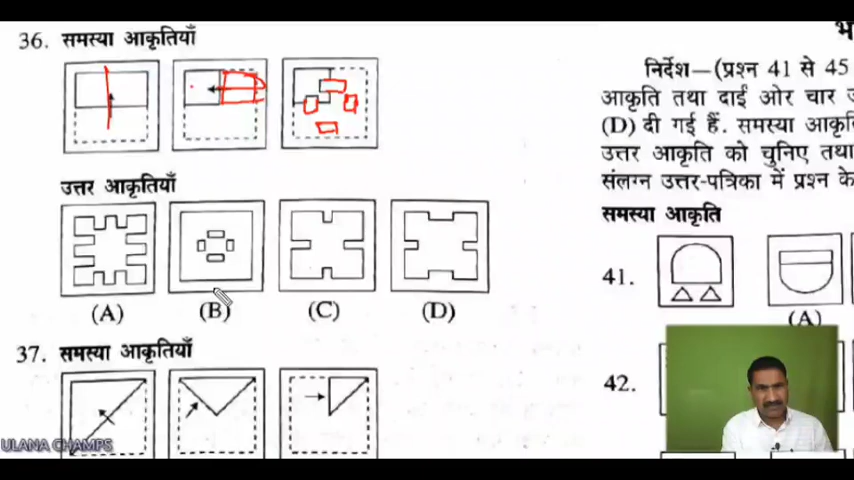 36. समस्या आकृतियाँ
उत्तर आकृतियाँ
(A) (B) (C) (D)
37. समस्या आकृतियाँ
निर्देश—(प्रश्न 41 से 45
आकृति तथा दाईं ओर चार
(D) दी गई हैं. समस्या
उत्तर आकृति को चुनिए तथा
संलग्न उत्तर-पत्रिका में प्रश्न के
समस्या आकृति
41.
(A)
42.
ULANA CHAMPS